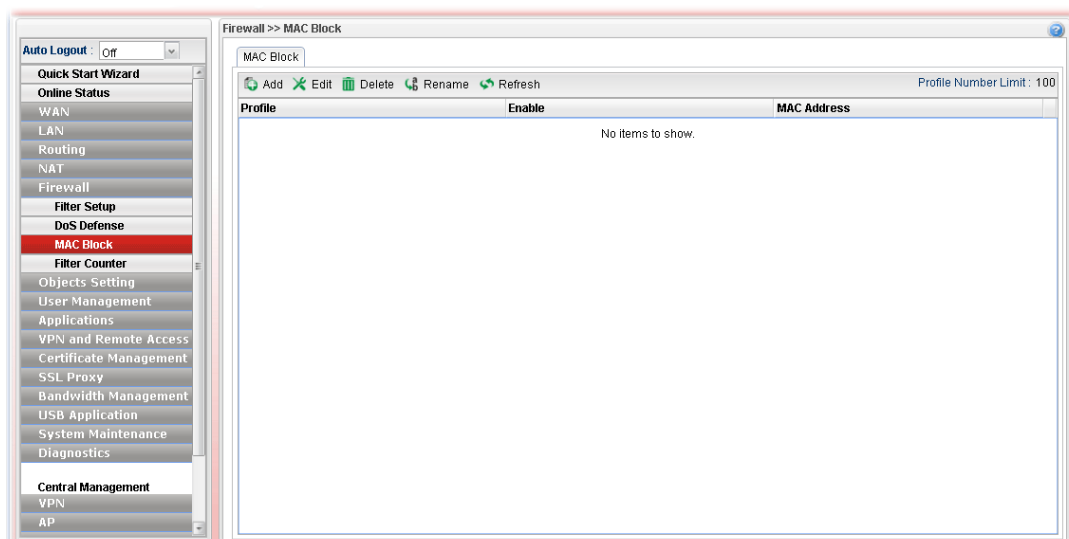 Firewall >> MAC Block
Auto Logout : Off
Quick Start Wizard
Online Status
WAN
LAN
Routing
NAT
Firewall
Filter Setup
DoS Defense
MAC Block
Filter Counter
Objects Setting
User Management
Applications
VPN and Remote Access
Certificate Management
SSL Proxy
Bandwidth Management
USB Application
System Maintenance
Diagnostics
Central Management
VPN
AP
MAC Block
Add Edit Delete Rename Refresh Profile Number Limit : 100
Profile Enable MAC Address
No items to show.